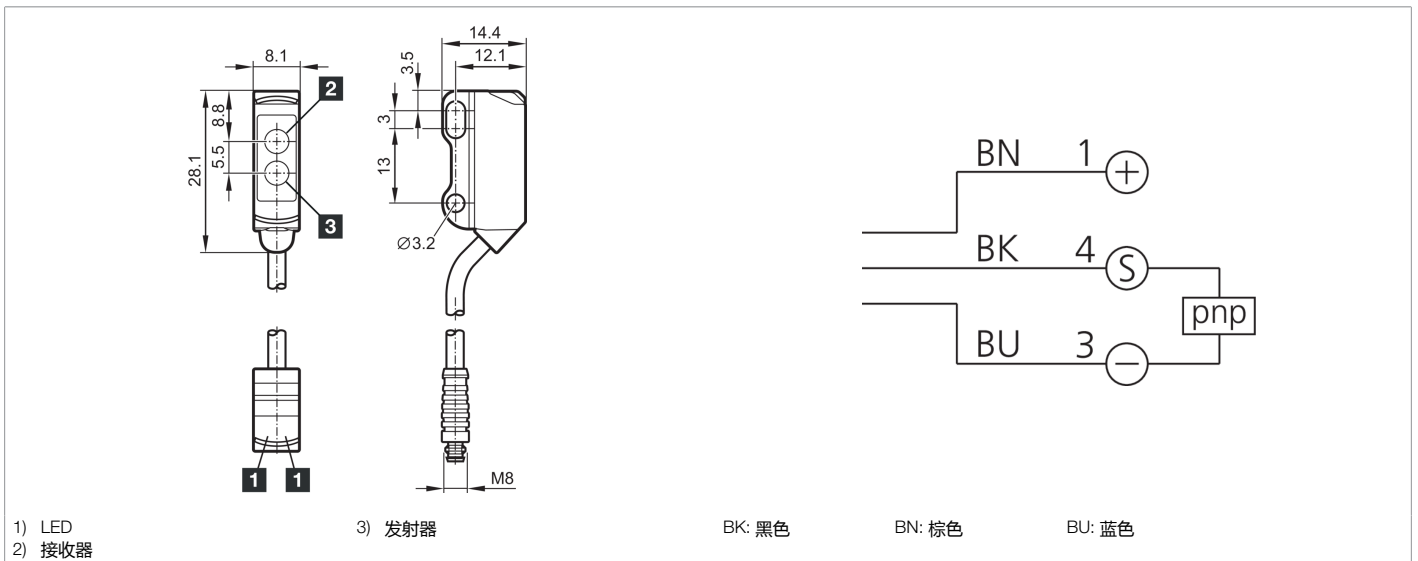 14.4
8.1
12.1
3.5
2
8.8
3
5.5
28.1
13
3
Ø3.2
BN 1 +
BK 4 S
pnp
BU 3 −
1 1
M8
1) LED
2) 接收器
3) 发射器
BK: 黑色
BN: 棕色
BU: 蓝色